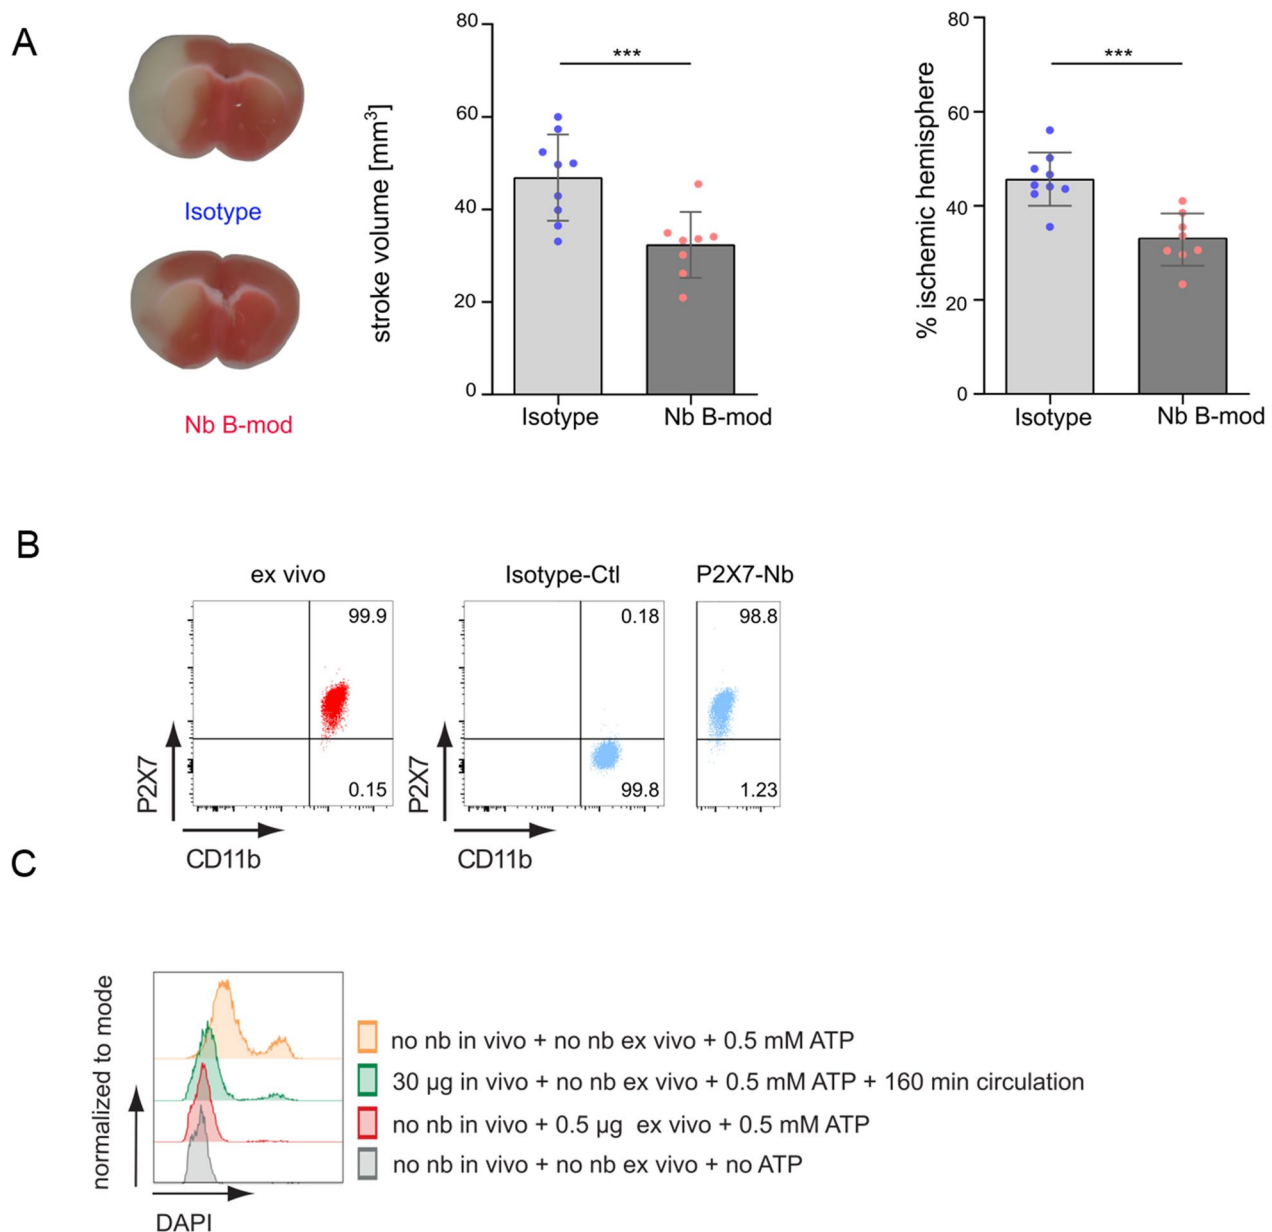 A
Isotype
Nb B-mod
stroke volume [mm³]
80
60
40
20
0
***
Isotype
Nb B-mod
% ischemic hemisphere
80
60
40
20
0
***
Isotype
Nb B-mod
B
ex vivo
99.9
0.15
P2X7
CD11b
Isotype-Ctl
0.18
99.8
P2X7
CD11b
P2X7-Nb
98.8
1.23
C
normalized to mode
DAPI
no nb in vivo + no nb ex vivo + 0.5 mM ATP
30 µg in vivo + no nb ex vivo + 0.5 mM ATP + 160 min circulation
no nb in vivo + 0.5 µg ex vivo + 0.5 mM ATP
no nb in vivo + no nb ex vivo + no ATP